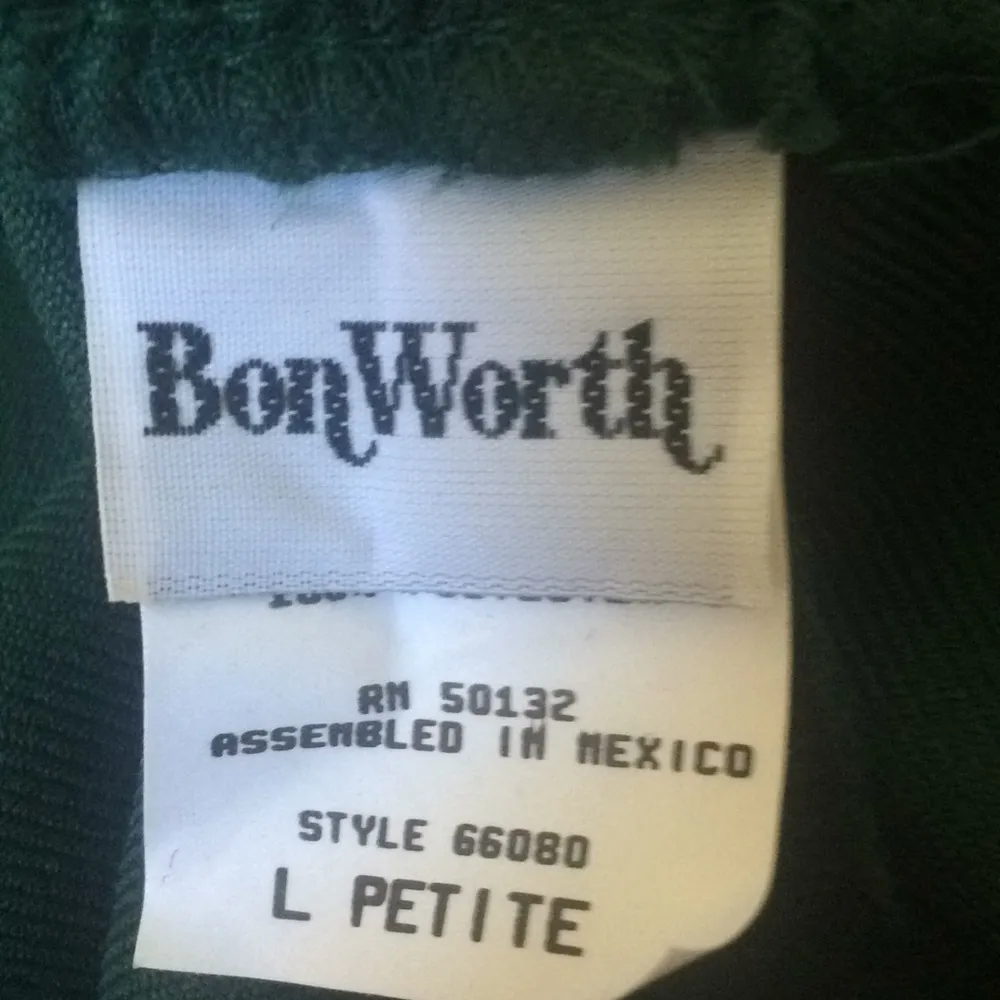 BonWorth
RN 50132
ASSEMBLED IN MEXICO
STYLE 66080
L PETITE